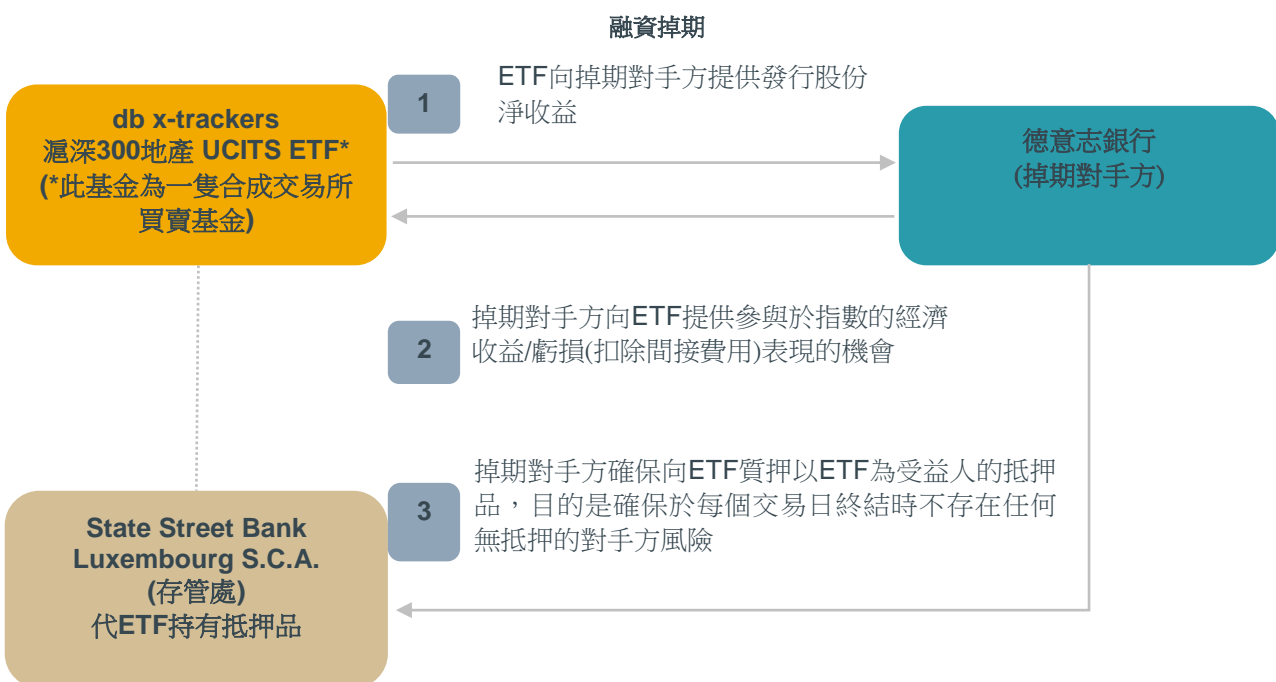 融資掉期
1
ETF向掉期對手方提供發行股份
淨收益
db x-trackers
滬深300地產 UCITS ETF*
(*此基金為一隻合成交易所
買賣基金)
德意志銀行
(掉期對手方)
2
掉期對手方向ETF提供參與於指數的經濟
收益/虧損(扣除間接費用)表現的機會
3
掉期對手方確保向ETF質押以ETF為受益人的抵押
品，目的是確保於每個交易日終結時不存在任何
無抵押的對手方風險
State Street Bank
Luxembourg S.C.A.
(存管處)
代ETF持有抵押品